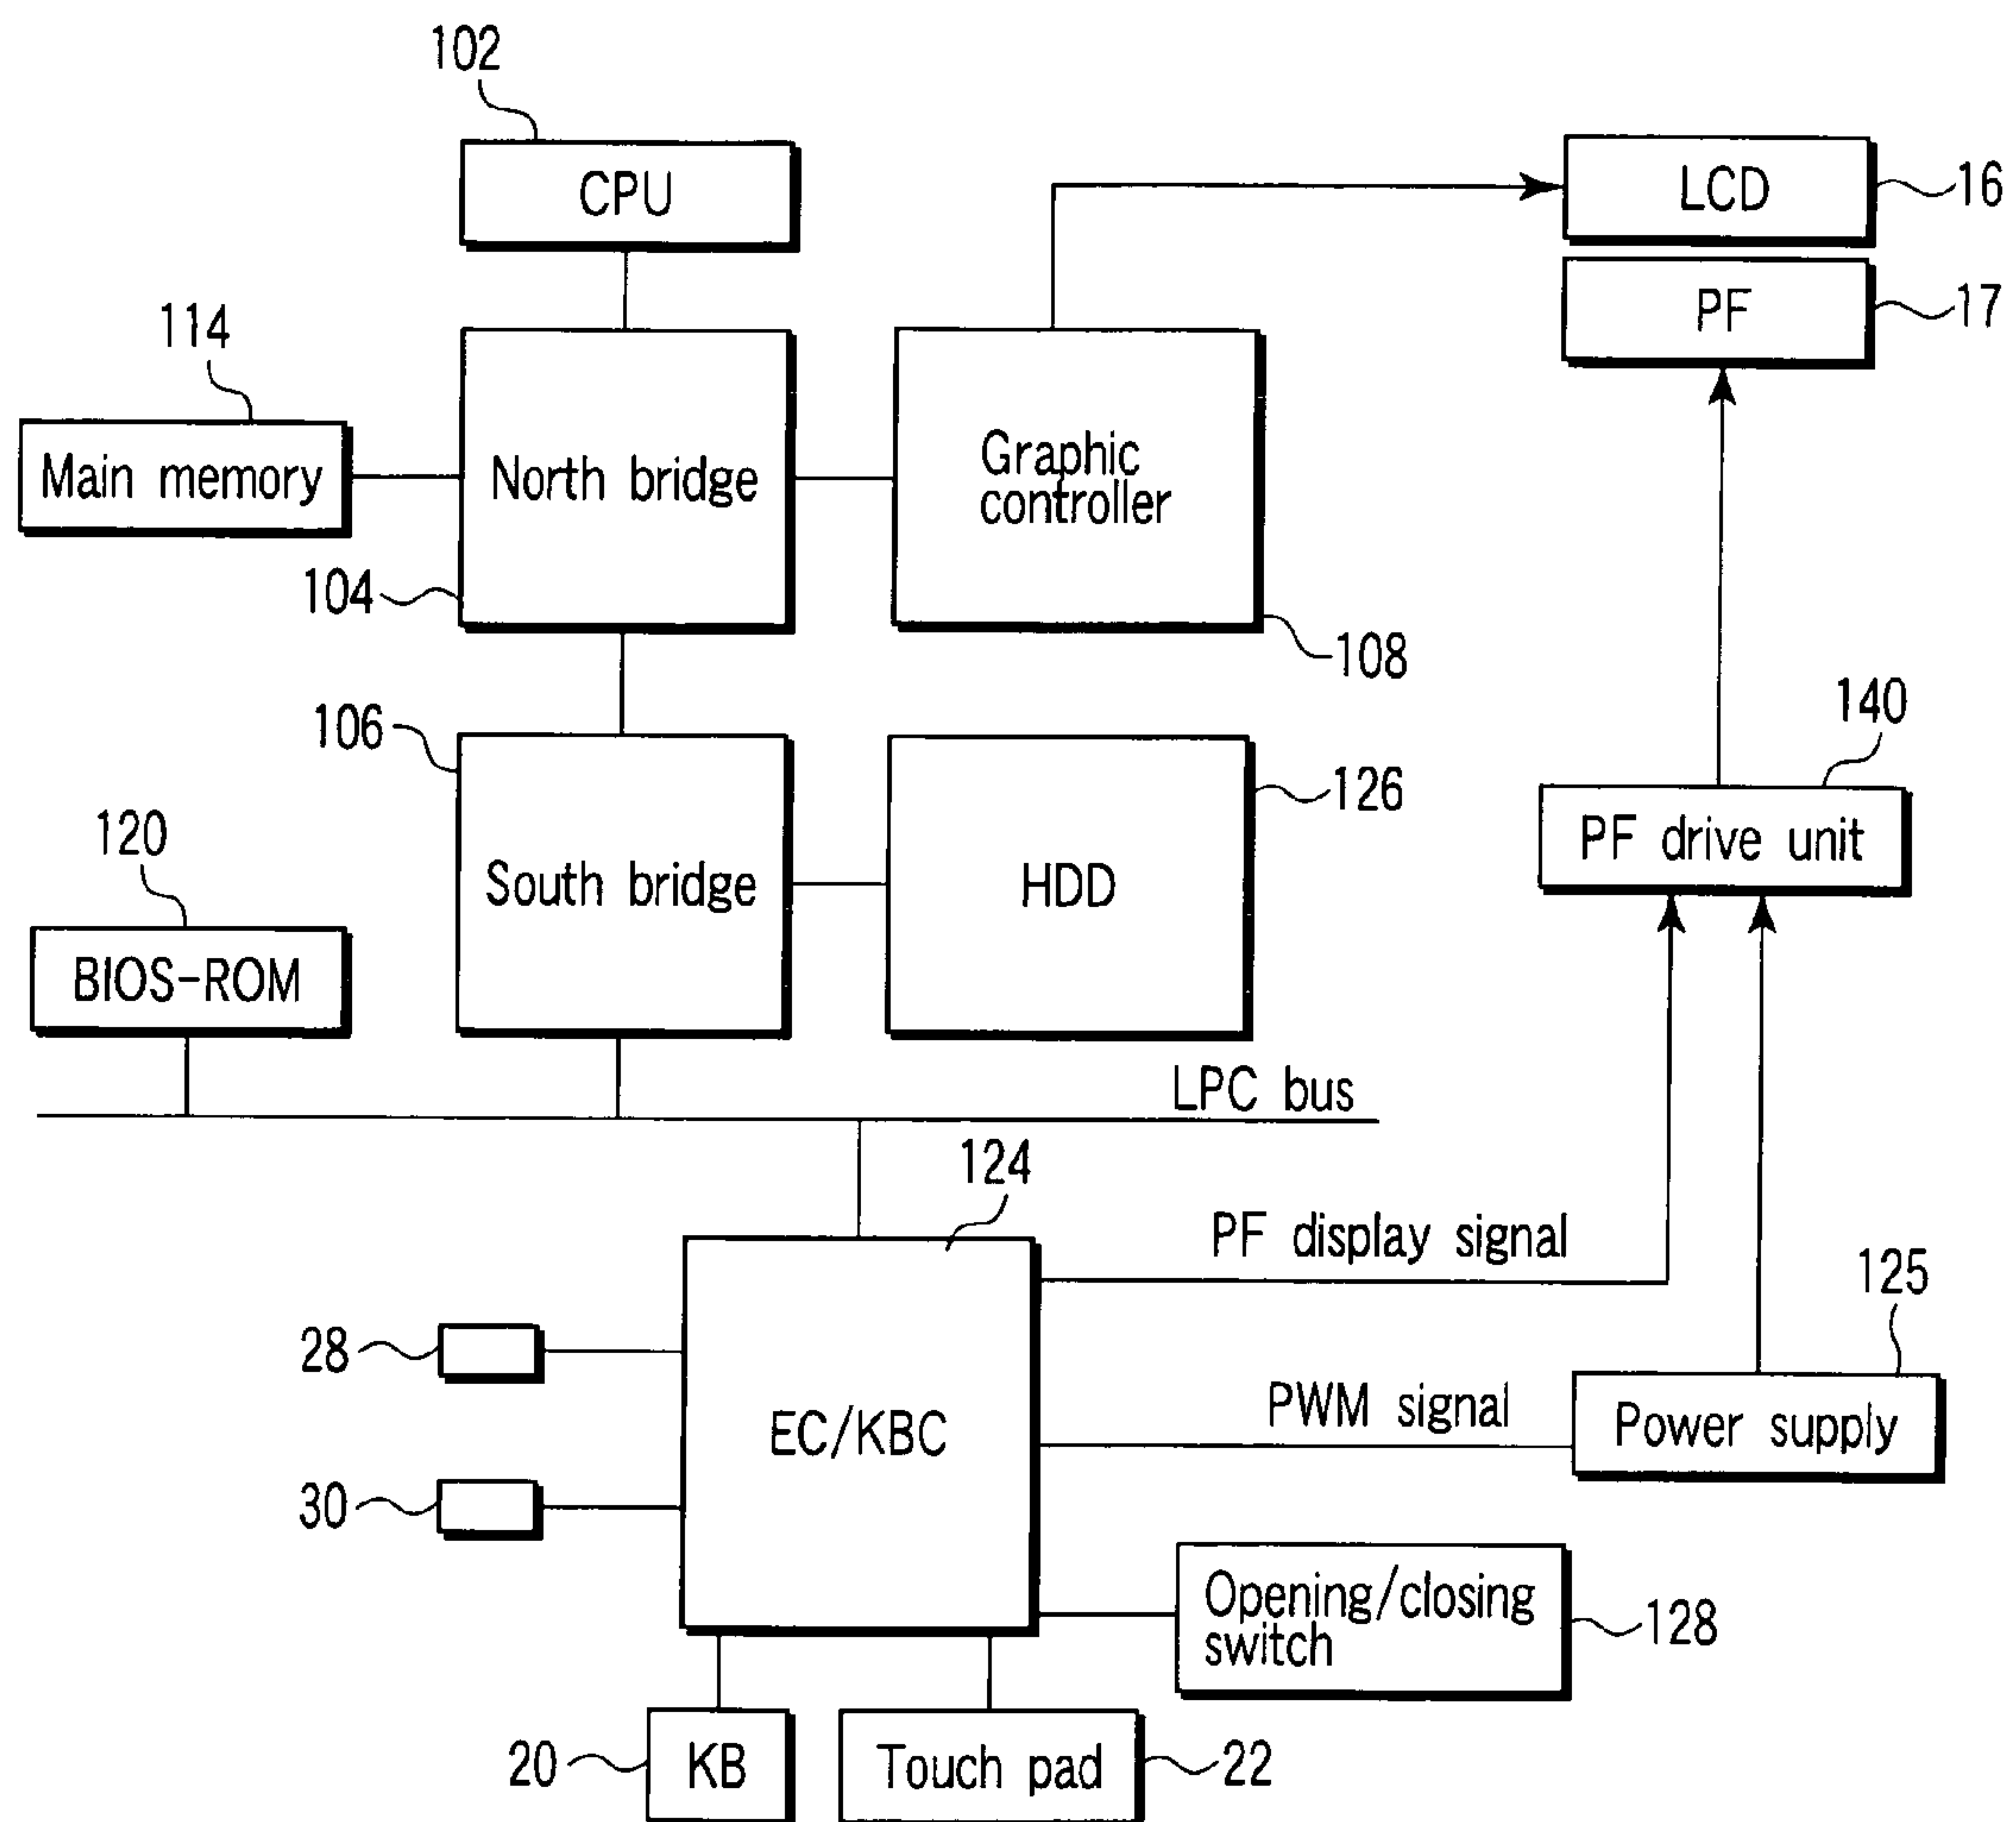 102
CPU
LCD
16
PF
17
114
Main memory
North bridge
Graphic
controller
104
108
106
140
126
PF drive unit
120
South bridge
HDD
BIOS-ROM
LPC bus
124
PF display signal
125
28
PWM signal
Power supply
EC/KBC
30
Opening/closing
switch
128
20
KB
Touch pad
22